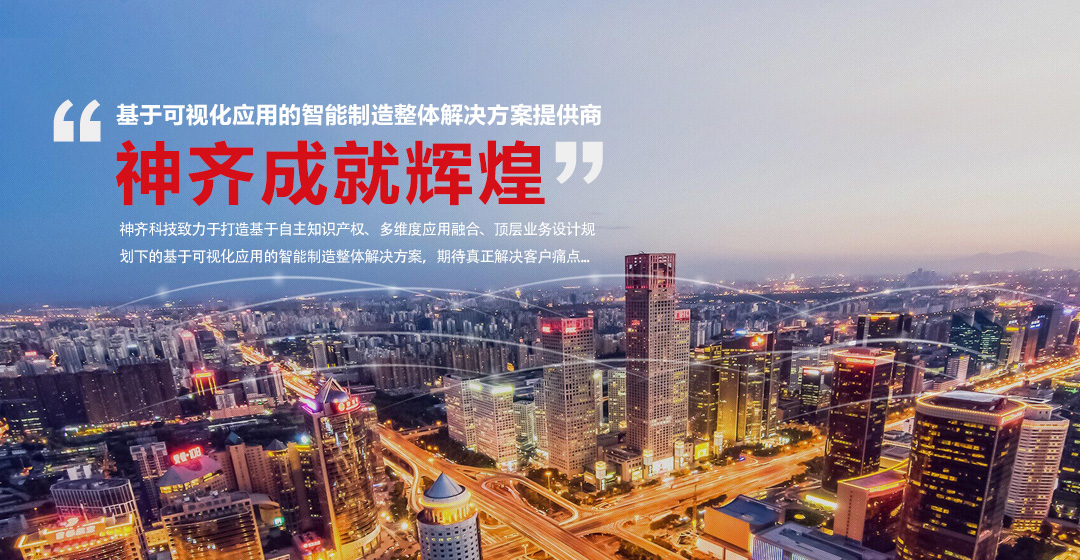 “基于可视化应用的智能制造整体解决方案提供商
神齐成就辉煌”
神齐科技致力于打造基于自主知识产权、多维度应用融合、顶层业务设计规
划下的基于可视化应用的智能制造整体解决方案，期待真正解决客户痛点...